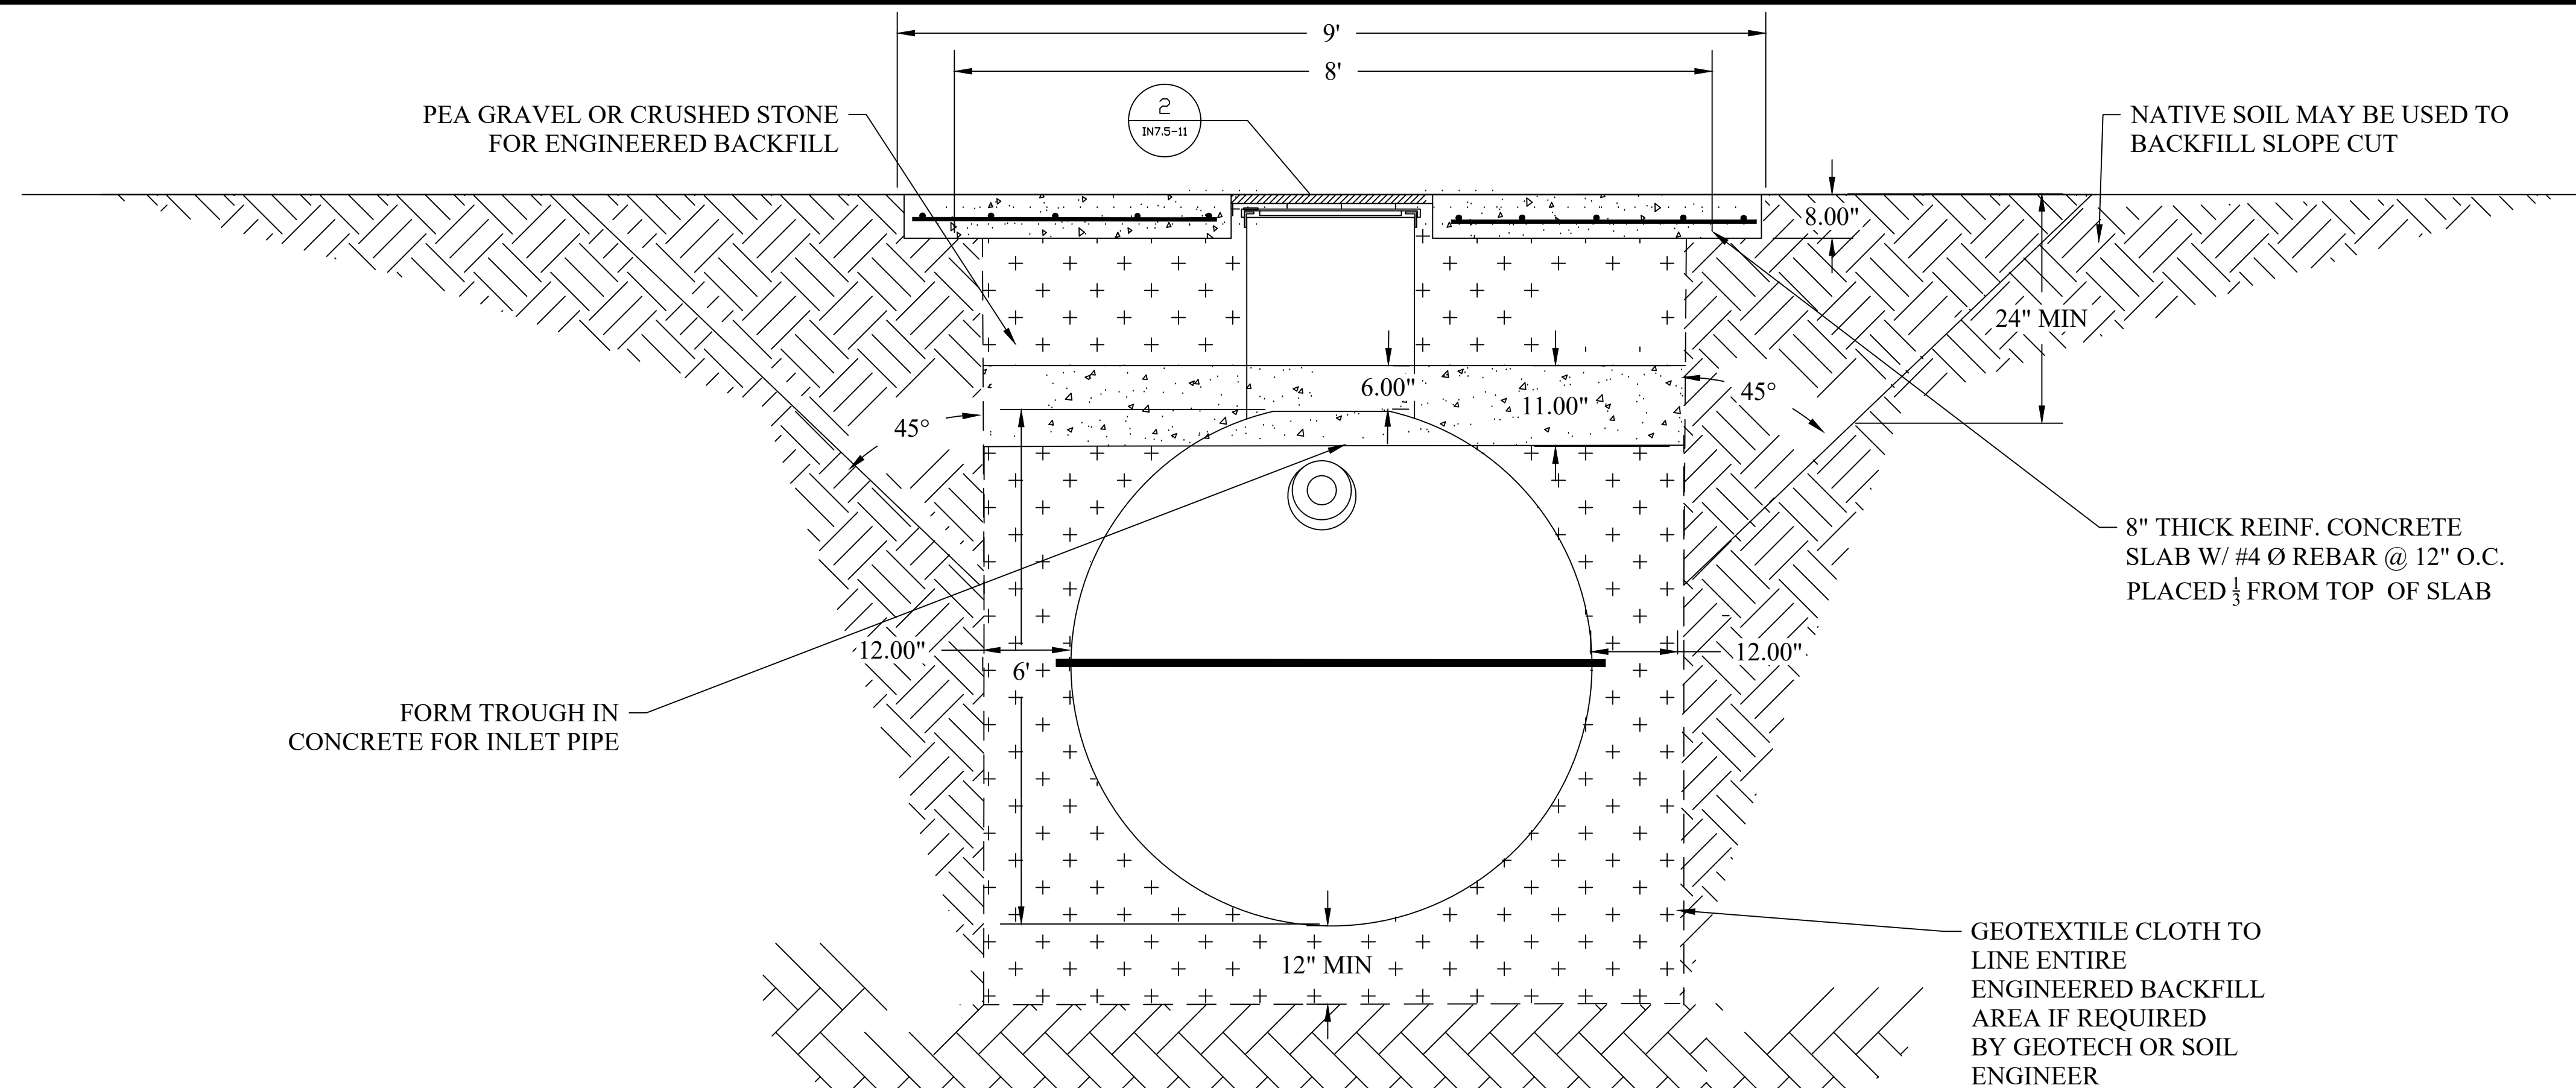 9'
8'
2
IN7.5-11
PEA GRAVEL OR CRUSHED STONE
FOR ENGINEERED BACKFILL
NATIVE SOIL MAY BE USED TO
BACKFILL SLOPE CUT
8.00"
24" MIN
6.00"
11.00"
45°
45°
8" THICK REINF. CONCRETE
SLAB W/ #4 Ø REBAR @ 12" O.C.
PLACED 1/3 FROM TOP OF SLAB
12.00"
6'
12.00"
FORM TROUGH IN
CONCRETE FOR INLET PIPE
12" MIN
GEOTEXTILE CLOTH TO
LINE ENTIRE
ENGINEERED BACKFILL
AREA IF REQUIRED
BY GEOTECH OR SOIL
ENGINEER